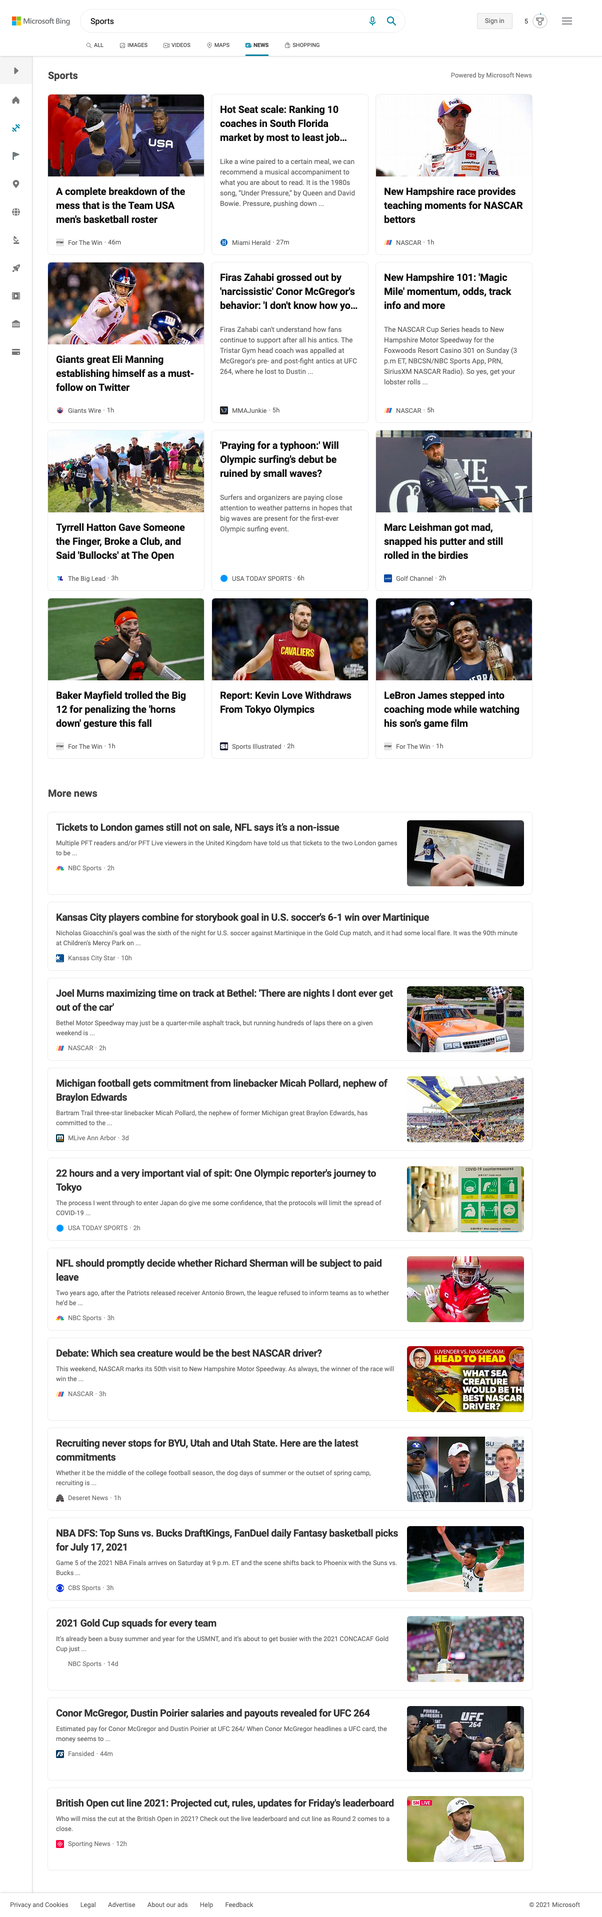 Microsoft Bing
Sports
Sign in
5
ALL
IMAGES
VIDEOS
MAPS
NEWS
SHOPPING
Sports
Powered by Microsoft News
USA
A complete breakdown of the
mess that is the Team USA
men's basketball roster
For The Win · 46m
Hot Seat scale: Ranking 10
coaches in South Florida
market by most to least job...
Like a wine paired to a certain meal, we can
recommend a musical accompaniment to
what you are about to read. It is the 1980s
song, "Under Pressure," by Queen and David
Bowie. Pressure, pushing down ...
Miami Herald · 27m
FedEx
New Hampshire race provides
teaching moments for NASCAR
bettors
NASCAR · 1h
Giants great Eli Manning
establishing himself as a must-
follow on Twitter
Giants Wire · 1h
Firas Zahabi grossed out by
'narcissistic' Conor McGregor's
behavior: 'I don't know how yo...
Firas Zahabi can't understand how fans
continue to support after all his antics. The
Tristar Gym head coach was appalled at
McGregor's pre- and post-fight antics at UFC
264, where he lost to Dustin ...
MMAJunkie · 5h
New Hampshire 101: 'Magic
Mile' momentum, odds, track
info and more
The NASCAR Cup Series heads to New
Hampshire Motor Speedway for the
Foxwoods Resort Casino 301 on Sunday (3
p.m ET, NBCSN/NBC Sports App, PRN,
SiriusXM NASCAR Radio). So yes, get your
lobster rolls ...
NASCAR · 5h
Tyrrell Hatton Gave Someone
the Finger, Broke a Club, and
Said 'Bullocks' at The Open
The Big Lead · 3h
'Praying for a typhoon:' Will
Olympic surfing's debut be
ruined by small waves?
Surfers and organizers are paying close
attention to weather patterns in hopes that
big waves are present for the first-ever
Olympic surfing event.
USA TODAY SPORTS · 6h
Marc Leishman got mad,
snapped his putter and still
rolled in the birdies
Golf Channel · 2h
Baker Mayfield trolled the Big
12 for penalizing the 'horns
down' gesture this fall
For The Win · 1h
CAVALIERS
Report: Kevin Love Withdraws
From Tokyo Olympics
Sports Illustrated · 2h
LeBron James stepped into
coaching mode while watching
his son's game film
For The Win · 1h
More news
Tickets to London games still not on sale, NFL says it's a non-issue
Multiple PFT readers and/or PFT Live viewers in the United Kingdom have told us that tickets to the two London games
to be ...
NBC Sports · 2h
Kansas City players combine for storybook goal in U.S. soccer's 6-1 win over Martinique
Nicholas Gioacchini's goal was the sixth of the night for U.S. soccer against Martinique in the Gold Cup match, and it had some local flare. It was the 90th minute
at Children's Mercy Park on ...
Kansas City Star · 10h
Joel Murns maximizing time on track at Bethel: 'There are nights I dont ever get
out of the car'
Bethel Motor Speedway may just be a quarter-mile asphalt track, but running hundreds of laps there on a given
weekend is ...
NASCAR · 2h
Michigan football gets commitment from linebacker Micah Pollard, nephew of
Braylon Edwards
Bartram Trail three-star linebacker Micah Pollard, the nephew of former Michigan great Braylon Edwards, has
committed to the ...
MLive Ann Arbor · 3d
22 hours and a very important vial of spit: One Olympic reporter's journey to
Tokyo
The process I went through to enter Japan do give me some confidence, that the protocols will limit the spread of
COVID-19 ...
USA TODAY SPORTS · 2h
COVID-19 countermeasures
NFL should promptly decide whether Richard Sherman will be subject to paid
leave
Two years ago, after the Patriots released receiver Antonio Brown, the league refused to inform teams as to whether
he'd be ...
NBC Sports · 3h
Debate: Which sea creature would be the best NASCAR driver?
This weekend, NASCAR marks its 50th visit to New Hampshire Motor Speedway. As always, the winner of the race will
win the ...
NASCAR · 3h
LUVENDER VS. NASCARCASM:
HEAD TO HEAD
WHAT SEA
CREATURE
WOULD BE THE
BEST NASCAR
DRIVER?
Recruiting never stops for BYU, Utah and Utah State. Here are the latest
commitments
Whether it be the middle of the college football season, the dog days of summer or the outset of spring camp,
recruiting is ...
Deseret News · 1h
NBA DFS: Top Suns vs. Bucks DraftKings, FanDuel daily Fantasy basketball picks
for July 17, 2021
Game 5 of the 2021 NBA Finals arrives on Saturday at 9 p.m. ET and the scene shifts back to Phoenix with the Suns vs.
Bucks ...
CBS Sports · 3h
2021 Gold Cup squads for every team
It's already been a busy summer and year for the USMNT, and it's about to get busier with the 2021 CONCACAF Gold
Cup just ...
NBC Sports · 14d
Conor McGregor, Dustin Poirier salaries and payouts revealed for UFC 264
Estimated pay for Conor McGregor and Dustin Poirier at UFC 264/ When Conor McGregor headlines a UFC card, the
money seems to ...
Fansided · 44m
UFC
264
British Open cut line 2021: Projected cut, rules, updates for Friday's leaderboard
Who will miss the cut at the British Open in 2021? Check out the live leaderboard and cut line as Round 2 comes to a
close.
Sporting News · 12h
LIVE
Privacy and Cookies
Legal
Advertise
About our ads
Help
Feedback
© 2021 Microsoft